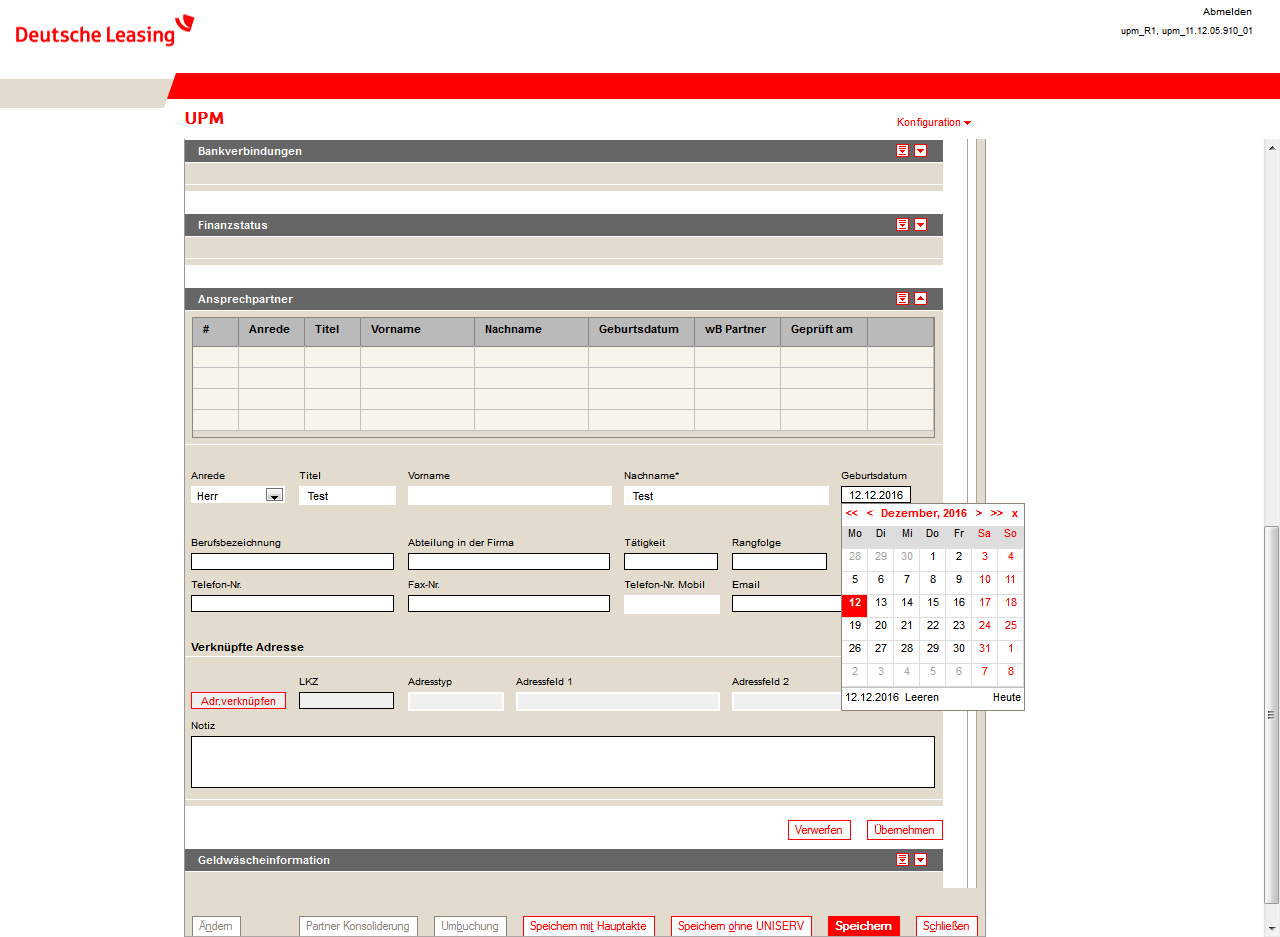 Abmelden
Deutsche Leasing
upm_R1, upm_11.12.05.910_01
UPM
Konfiguration
Bankverbindungen
Finanzstatus
Ansprechpartner
# Anrede Titel Vorname Nachname Geburtsdatum wB Partner Geprüft am
Anrede Titel Vorname Nachname* Geburtsdatum
Herr Test Test 12.12.2016
<< < Dezember, 2016 > >> x
Mo Di Mi Do Fr Sa So
28 29 30 1 2 3 4
5 6 7 8 9 10 11
12 13 14 15 16 17 18
19 20 21 22 23 24 25
26 27 28 29 30 31 1
2 3 4 5 6 7 8
12.12.2016 Leeren Heute
Berufsbezeichnung Abteilung in der Firma Tätigkeit Rangfolge
Telefon-Nr. Fax-Nr. Telefon-Nr. Mobil Email
Verknüpfte Adresse
LKZ Adresstyp Adressfeld 1 Adressfeld 2
Adr.verknüpfen
Notiz
Verwerfen Übernehmen
Geldwäscheinformation
Ändem Partner Konsolidierung Umbuchung Speichem mit Hauptakte Speichem ohne UNISERV Speichem Schließen